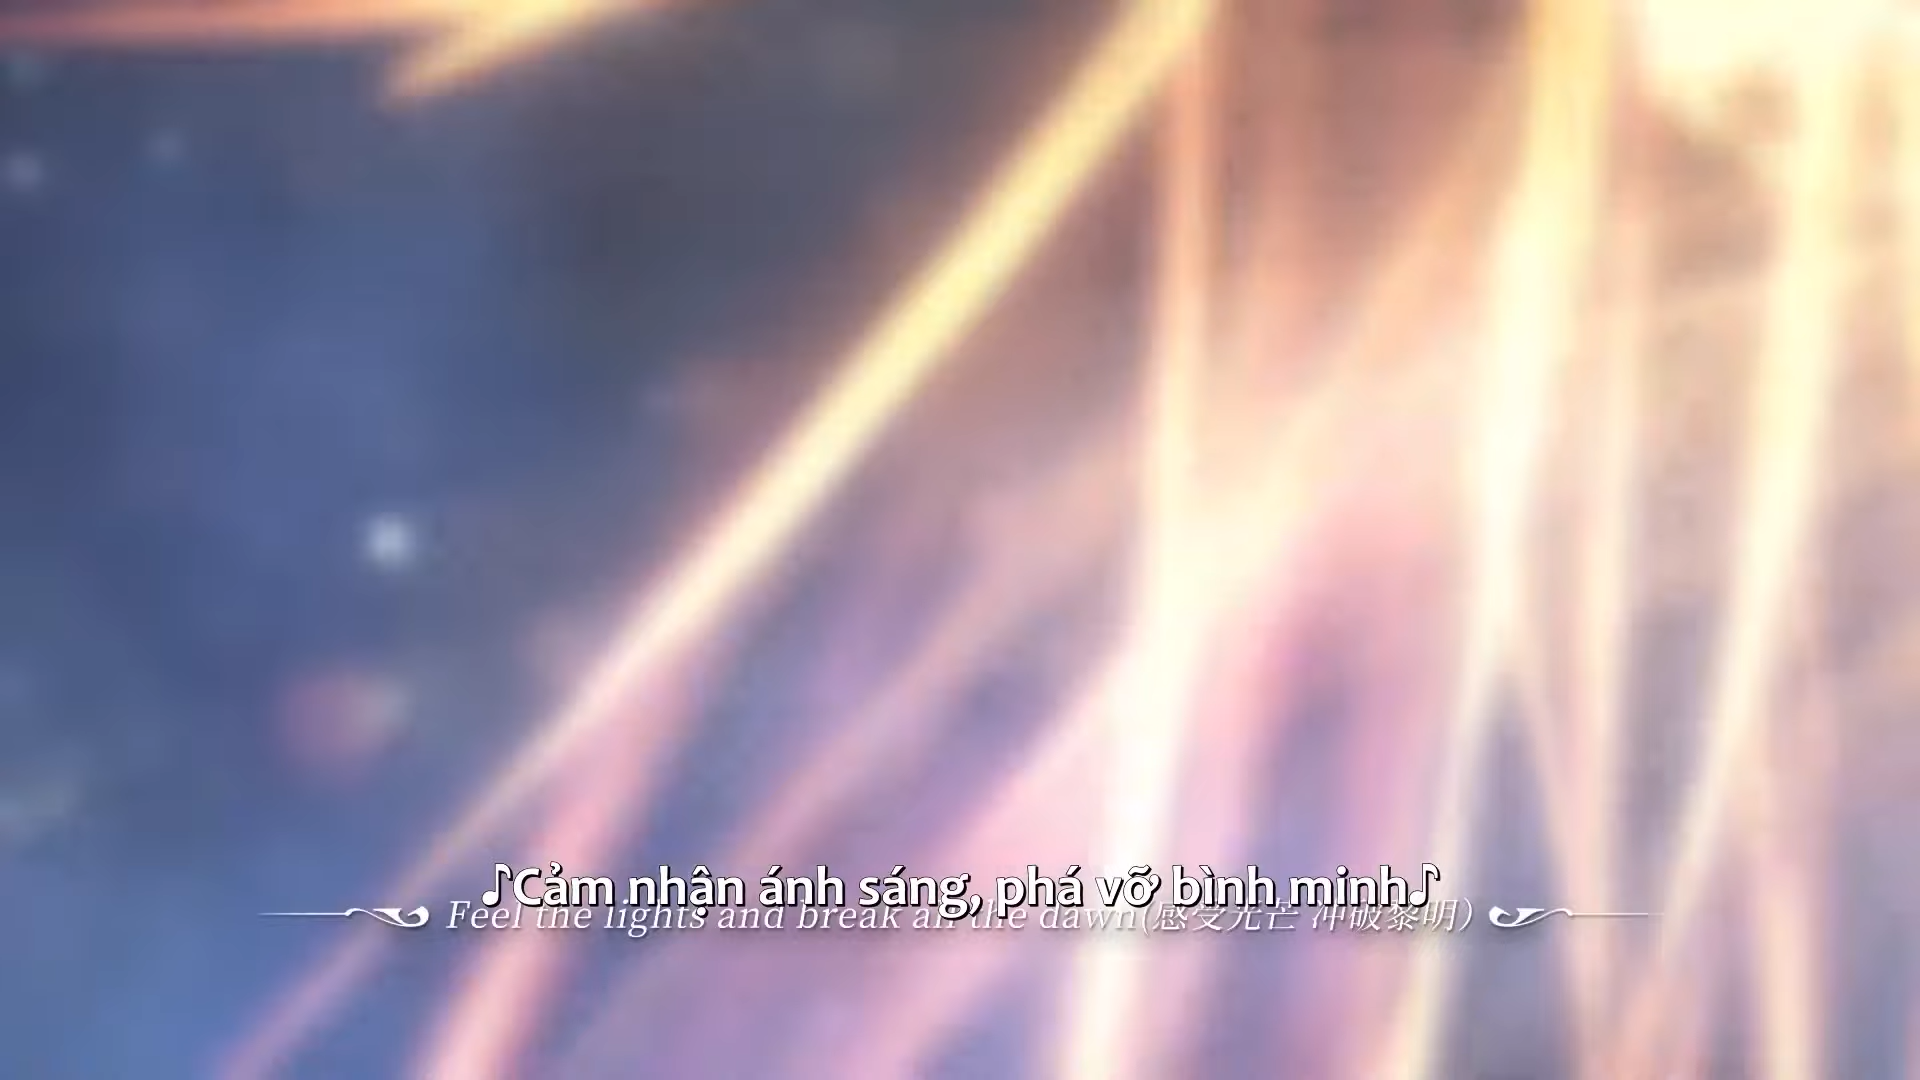 ♪Cảm nhận ánh sáng, phá vỡ bình minh♪
Feel the lights and break all the dawn(感受光芒 冲破黎明)